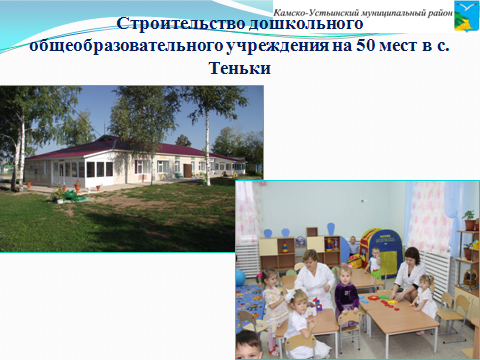 Камско-Устьинский муниципальный район
Строительство дошкольного
общеобразовательного учреждения на 50 мест в с.
Теньки